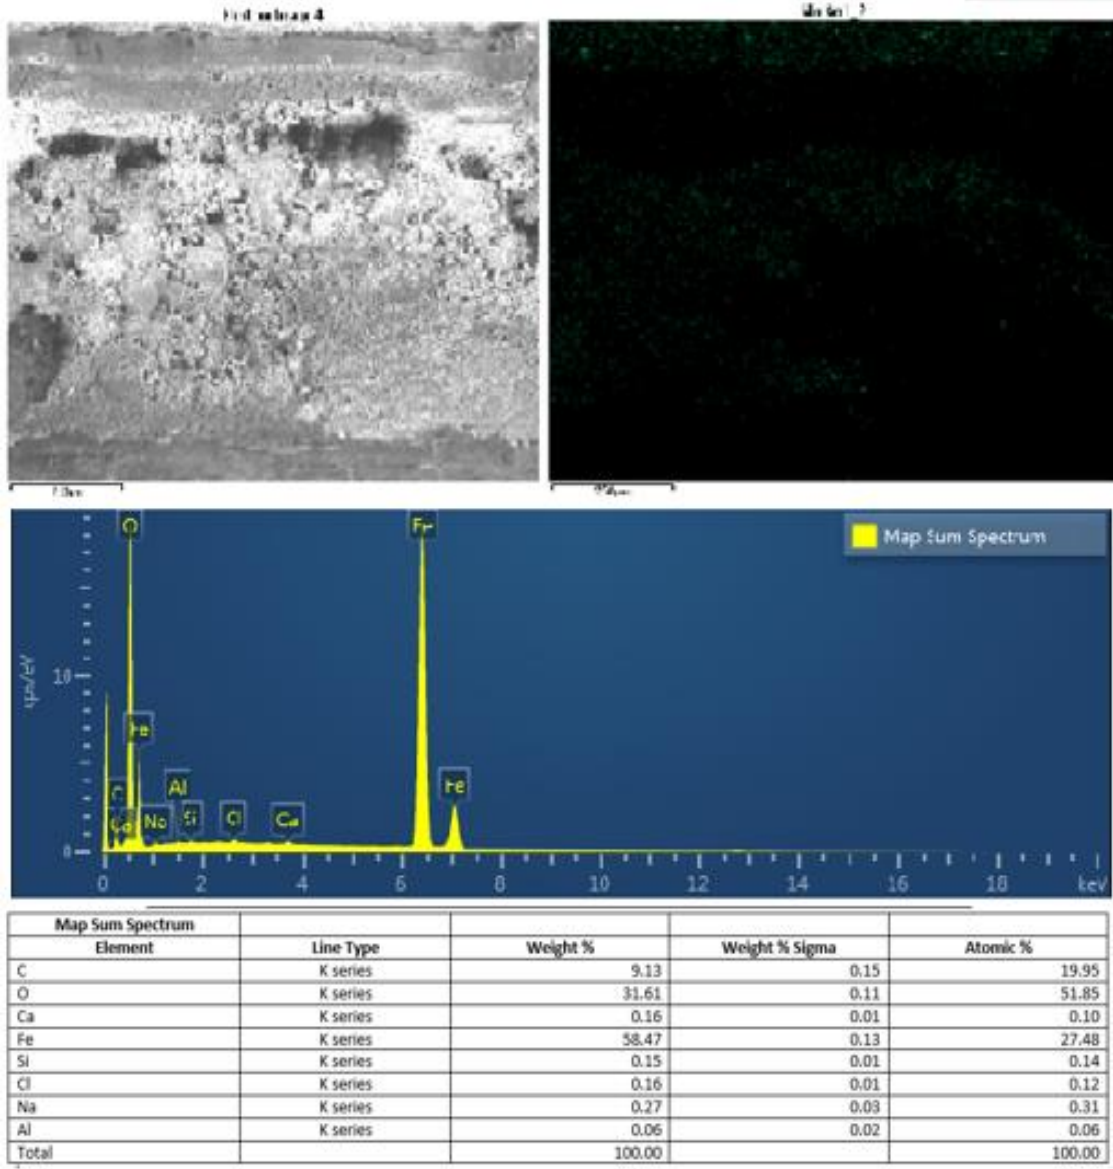 Map Sum Spectrum
O
Fe
10
Fe
C
Al
Si
Cl
Ca
Fe
0
0 2 4 6 8 10 12 14 16 18 keV
Map Sum Spectrum
Element Line Type Weight % Weight % Sigma Atomic %
C K series 9.13 0.15 19.95
O K series 31.61 0.11 51.85
Ca K series 0.16 0.01 0.10
Fe K series 58.47 0.13 27.48
Si K series 0.15 0.01 0.14
Cl K series 0.16 0.01 0.12
Na K series 0.27 0.03 0.31
Al K series 0.06 0.02 0.06
Total 100.00 100.00